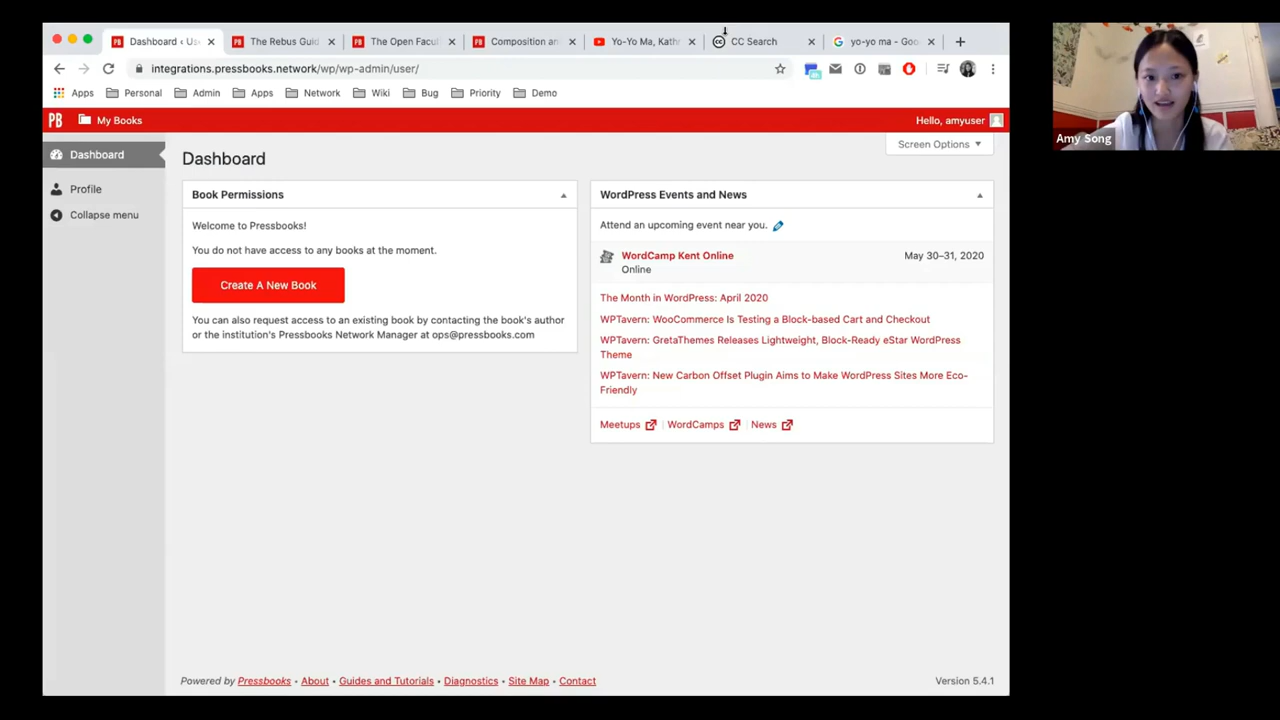 Dashboard ‹ Use
The Rebus Guid
The Open Facul
Composition an
Yo-Yo Ma, Kath
CC Search
yo-yo ma - Goo
integrations.pressbooks.network/wp/wp-admin/user/
Apps
Personal
Admin
Apps
Network
Wiki
Bug
Priority
Demo
PB
My Books
Hello, amyuser
Dashboard
Profile
Collapse menu
Dashboard
Screen Options
Book Permissions
Welcome to Pressbooks!
You do not have access to any books at the moment.
Create A New Book
You can also request access to an existing book by contacting the book's author
or the institution's Pressbooks Network Manager at ops@pressbooks.com
WordPress Events and News
Attend an upcoming event near you.
WordCamp Kent Online
May 30–31, 2020
Online
The Month in WordPress: April 2020
WPTavern: WooCommerce Is Testing a Block-based Cart and Checkout
WPTavern: GretaThemes Releases Lightweight, Block-Ready eStar WordPress
Theme
WPTavern: New Carbon Offset Plugin Aims to Make WordPress Sites More Eco-
Friendly
Meetups | WordCamps | News
Powered by Pressbooks • About • Guides and Tutorials • Diagnostics • Site Map • Contact
Version 5.4.1
Amy Song